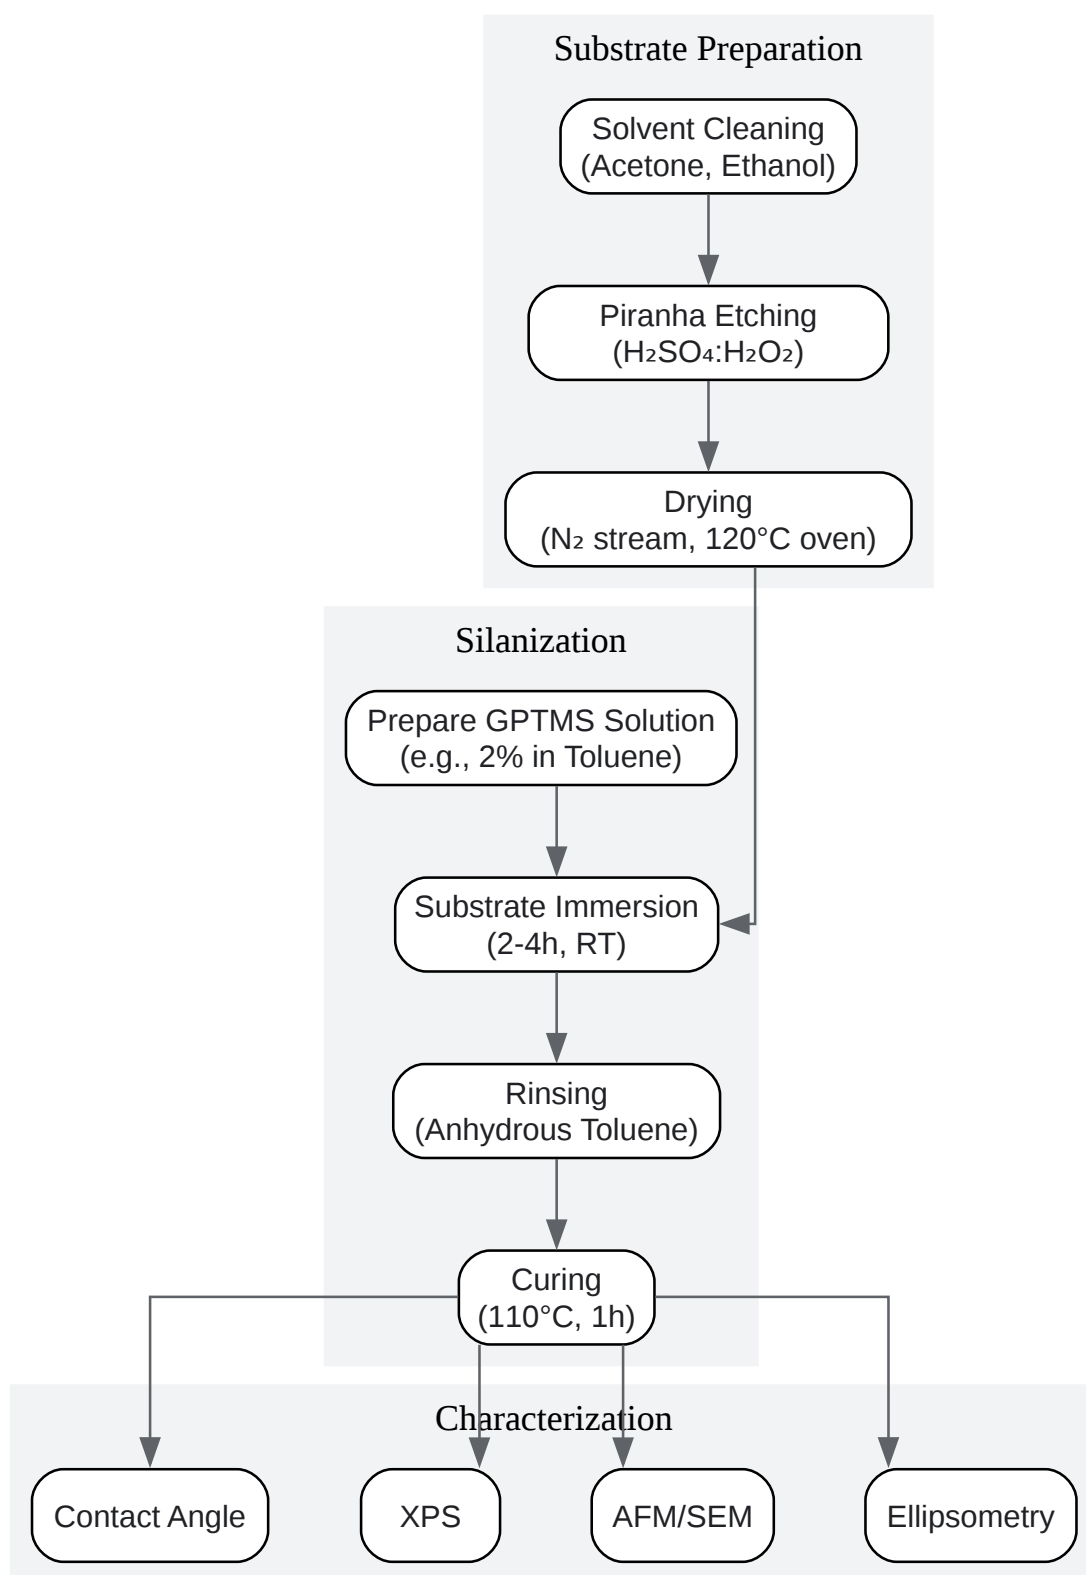 Substrate Preparation
Solvent Cleaning
(Acetone, Ethanol)
Piranha Etching
(H₂SO₄:H₂O₂)
Drying
(N₂ stream, 120°C oven)
Silanization
Prepare GPTMS Solution
(e.g., 2% in Toluene)
Substrate Immersion
(2-4h, RT)
Rinsing
(Anhydrous Toluene)
Curing
(110°C, 1h)
Characterization
Contact Angle
XPS
AFM/SEM
Ellipsometry